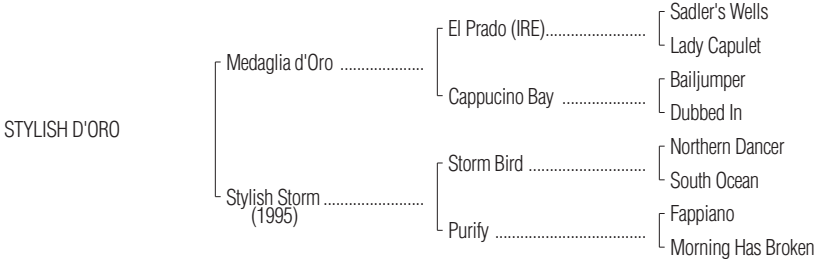 Sadler's Wells
El Prado (IRE)........................
Lady Capulet
Medaglia d'Oro ....................
Bailjumper
Cappucino Bay ....................
Dubbed In
STYLISH D'ORO
Northern Dancer
Storm Bird ............................
South Ocean
Stylish Storm ........................
(1995)
Fappiano
Purify ....................................
Morning Has Broken